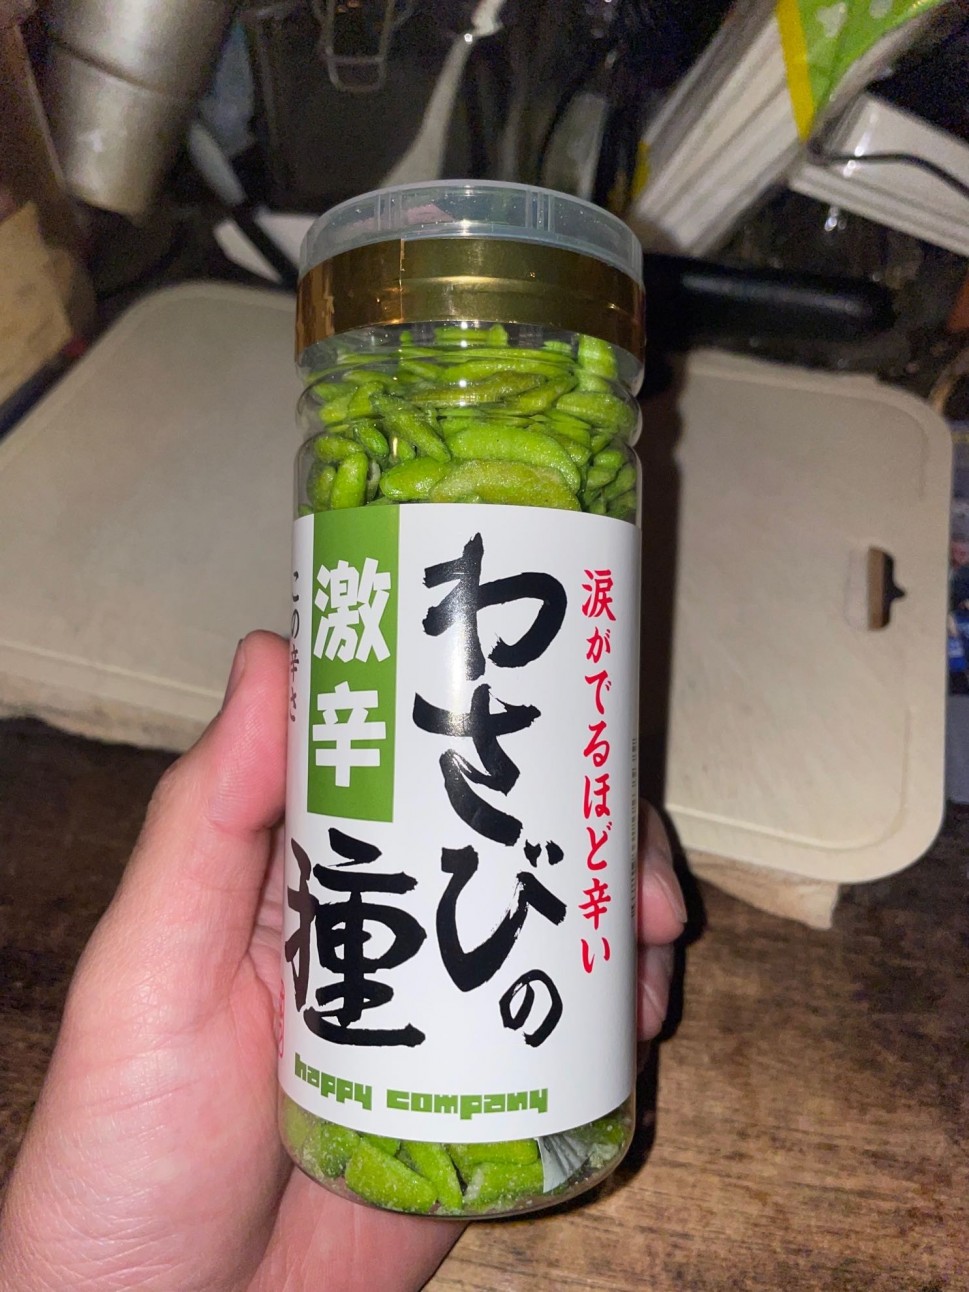 涙がでるほど辛い
わさびの
種
激辛
この辛さ
happy company